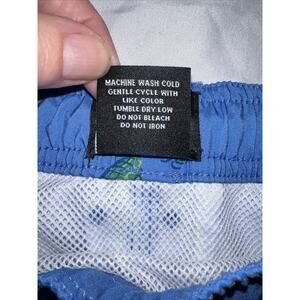 MACHINE WASH COLD
GENTLE CYCLE WITH
LIKE COLOR
TUMBLE DRY LOW
DO NOT BLEACH
DO NOT IRON